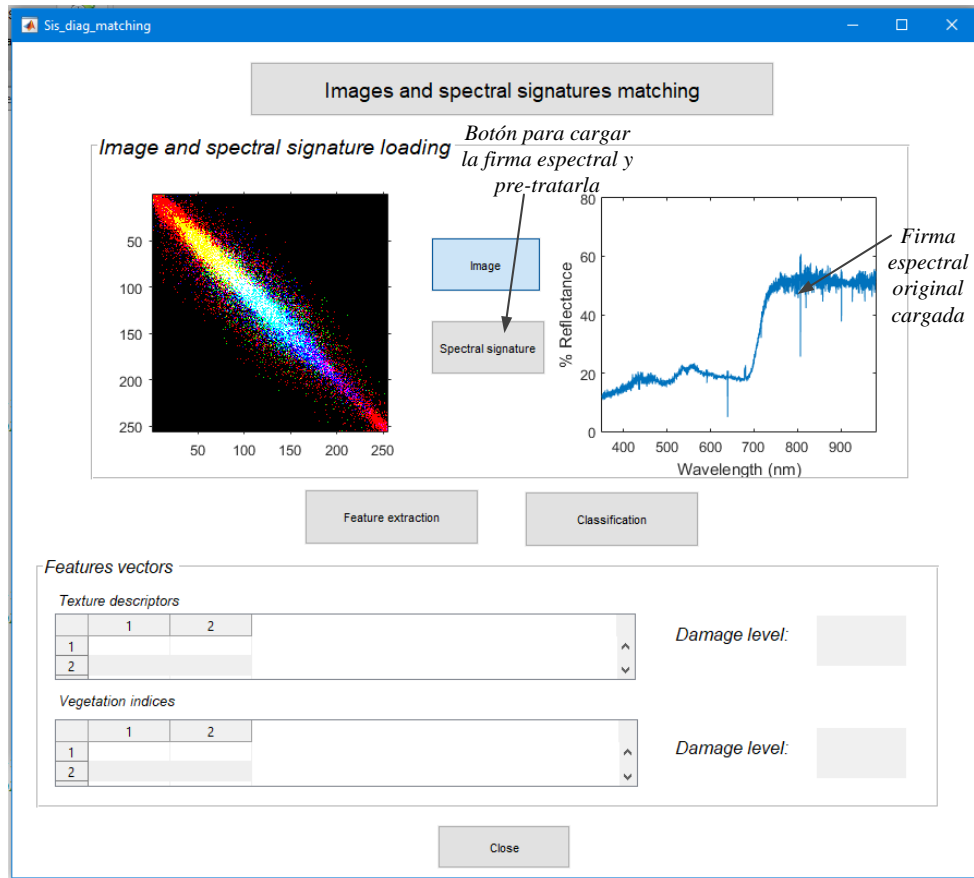 Sis_diag_matching
Images and spectral signatures matching
Image and spectral signature loading
Botón para cargar
la firma espectral y
pre-tratarla
50
100
150
200
250
50
100
150
200
250
Image
Spectral signature
80
60
40
20
0
% Reflectance
400
500
600
700
800
900
Wavelength (nm)
Firma
espectral
original
cargada
Feature extraction
Classification
Features vectors
Texture descriptors
1 2
1
2
Damage level:
Vegetation indices
1 2
1
2
Damage level:
Close